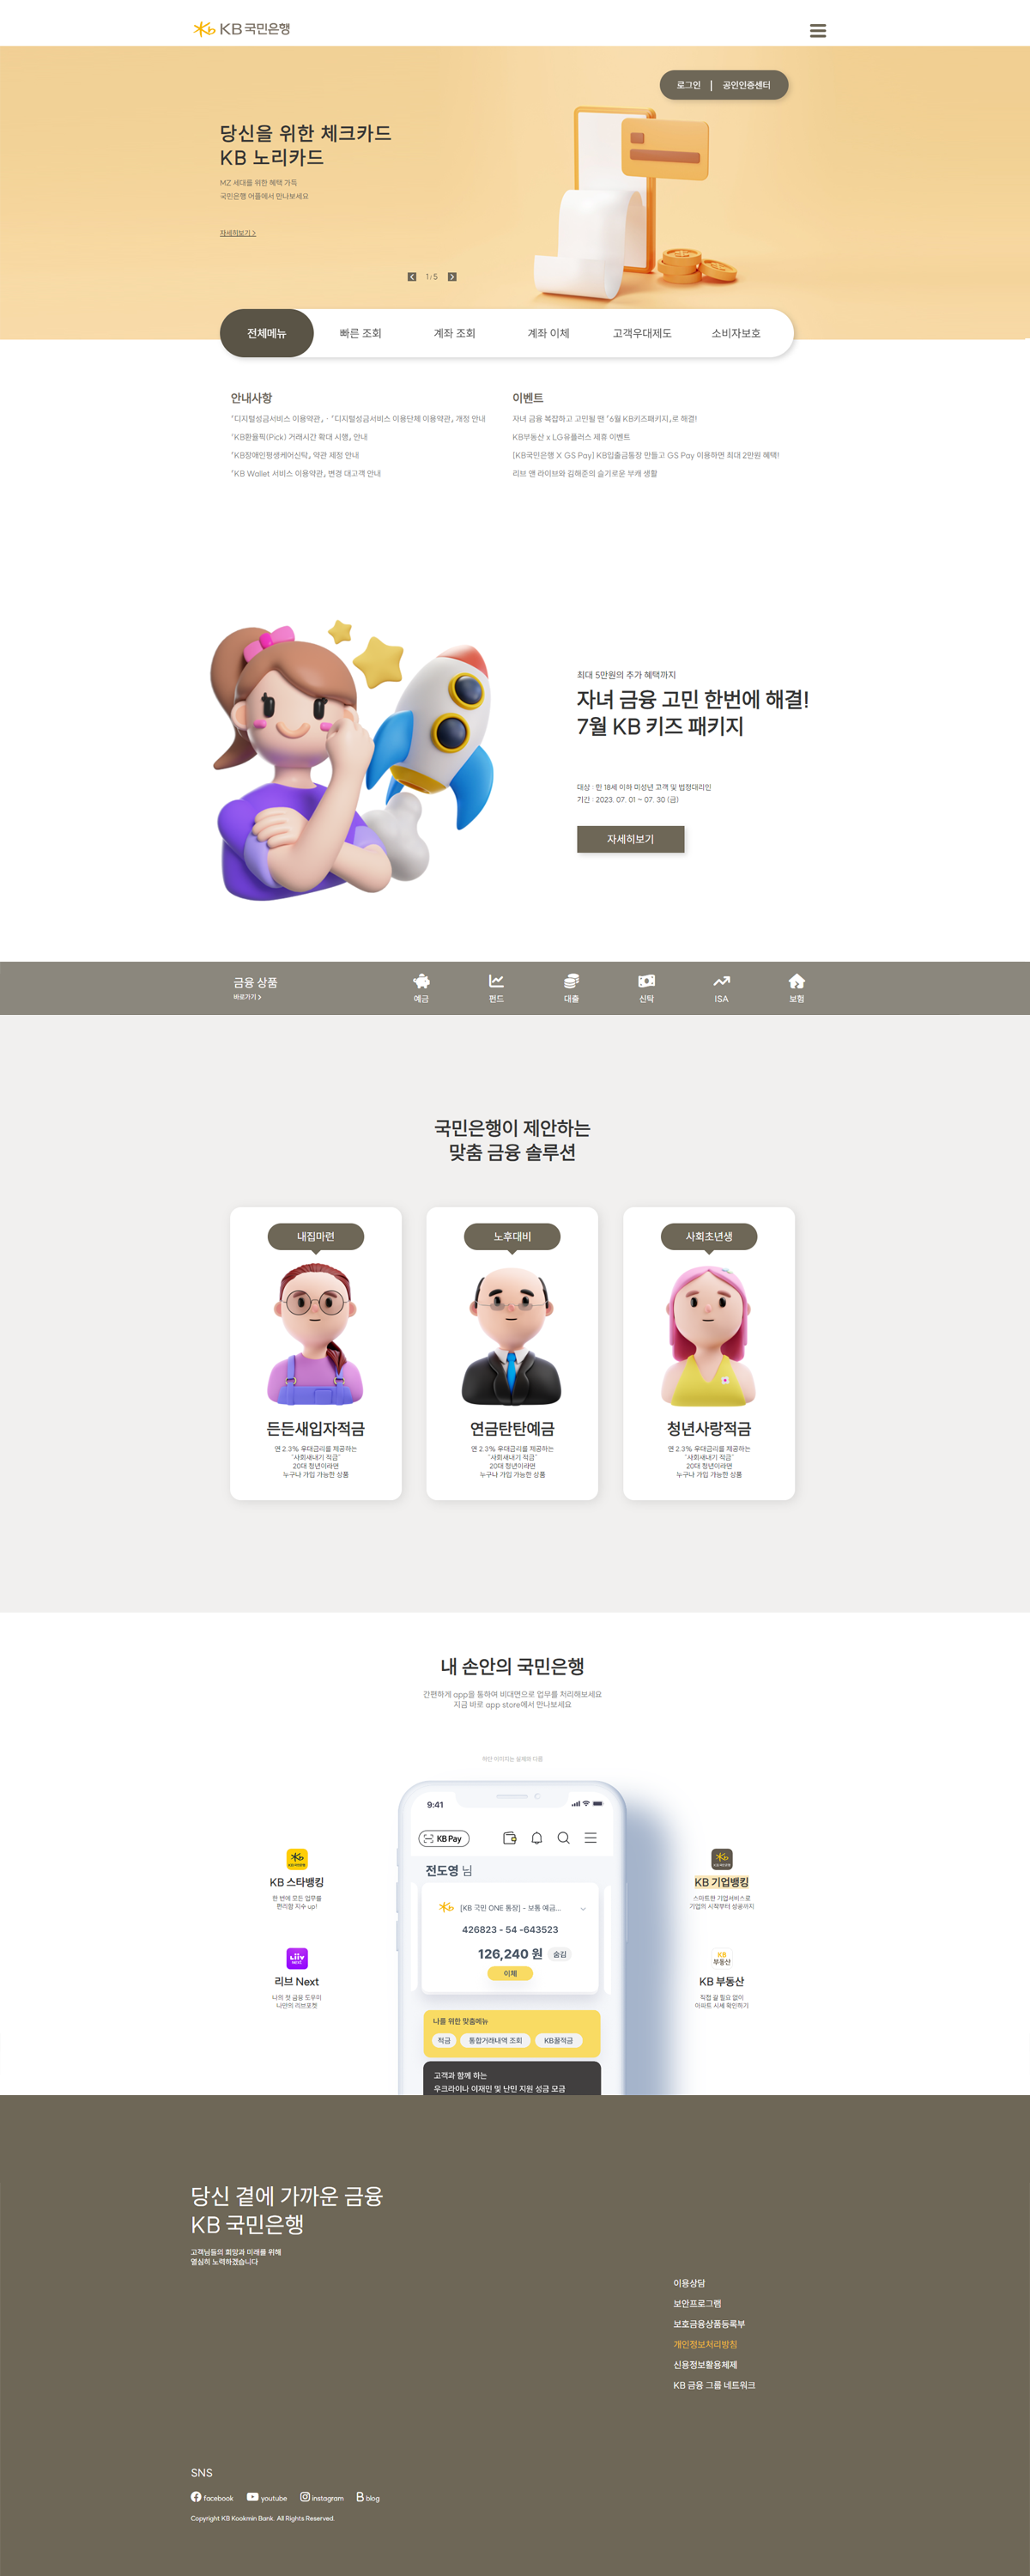 KB 국민은행
로그인 | 공인인증센터
당신을 위한 체크카드
KB 노리카드
MZ 세대를 위한 혜택 가득
국민은행 어플에서 만나보세요
자세히보기 >
1 / 5
전체메뉴
빠른 조회
계좌 조회
계좌 이체
고객우대제도
소비자보호
안내사항
「디지털성금서비스 이용약관」·「디지털성금서비스 이용단체 이용약관」 개정 안내
「KB환율픽(Pick) 거래시간 확대 시행」 안내
「KB장애인평생케어신탁」 약관 제정 안내
「KB Wallet 서비스 이용약관」 변경 대고객 안내
이벤트
자녀 금융 복잡하고 고민될 땐 「6월 KB키즈패키지」로 해결!
KB부동산 x LG유플러스 제휴 이벤트
[KB국민은행 X GS Pay] KB입출금통장 만들고 GS Pay 이용하면 최대 2만원 혜택!
리브 앤 라이브와 김해준의 슬기로운 부캐 생활
최대 5만원의 추가 혜택까지
자녀 금융 고민 한번에 해결!
7월 KB 키즈 패키지
대상 : 만 18세 이하 미성년 고객 및 법정대리인
기간 : 2023. 07. 01 ~ 07. 30 (금)
자세히보기
금융 상품
바로가기 >
예금
펀드
대출
신탁
ISA
보험
국민은행이 제안하는
맞춤 금융 솔루션
내집마련
든든새입자적금
연 2.3% 우대금리를 제공하는
'사회새내기 적금'
20대 청년이라면
누구나 가입 가능한 상품
노후대비
연금탄탄예금
연 2.3% 우대금리를 제공하는
'사회새내기 적금'
20대 청년이라면
누구나 가입 가능한 상품
사회초년생
청년사랑적금
연 2.3% 우대금리를 제공하는
'사회새내기 적금'
20대 청년이라면
누구나 가입 가능한 상품
내 손안의 국민은행
간편하게 app을 통하여 비대면으로 업무를 처리해보세요
지금 바로 app store에서 만나보세요
하단 이미지는 실제와 다름
KB 스타뱅킹
한 번에 모든 업무를
편리함 지수 up!
Liiv
NEXT
리브 Next
나의 첫 금융 도우미
나만의 리브포켓
9:41
KB Pay
전도영 님
[KB 국민 ONE 통장] - 보통 예금...
426823 - 54 -643523
126,240 원
숨김
이체
나를 위한 맞춤메뉴
적금
통합거래내역 조회
KB꿀적금
고객과 함께 하는
우크라이나 이재민 및 난민 지원 성금 모금
KB 기업뱅킹
스마트한 기업서비스로
기업의 시작부터 성공까지
KB
부동산
KB 부동산
직접 갈 필요 없이
아파트 시세 확인하기
당신 곁에 가까운 금융
KB 국민은행
고객님들의 희망과 미래를 위해
열심히 노력하겠습니다
이용상담
보안프로그램
보호금융상품등록부
개인정보처리방침
신용정보활용체제
KB 금융 그룹 네트워크
SNS
facebook
youtube
instagram
blog
Copyright KB Kookmin Bank. All Rights Reserved.